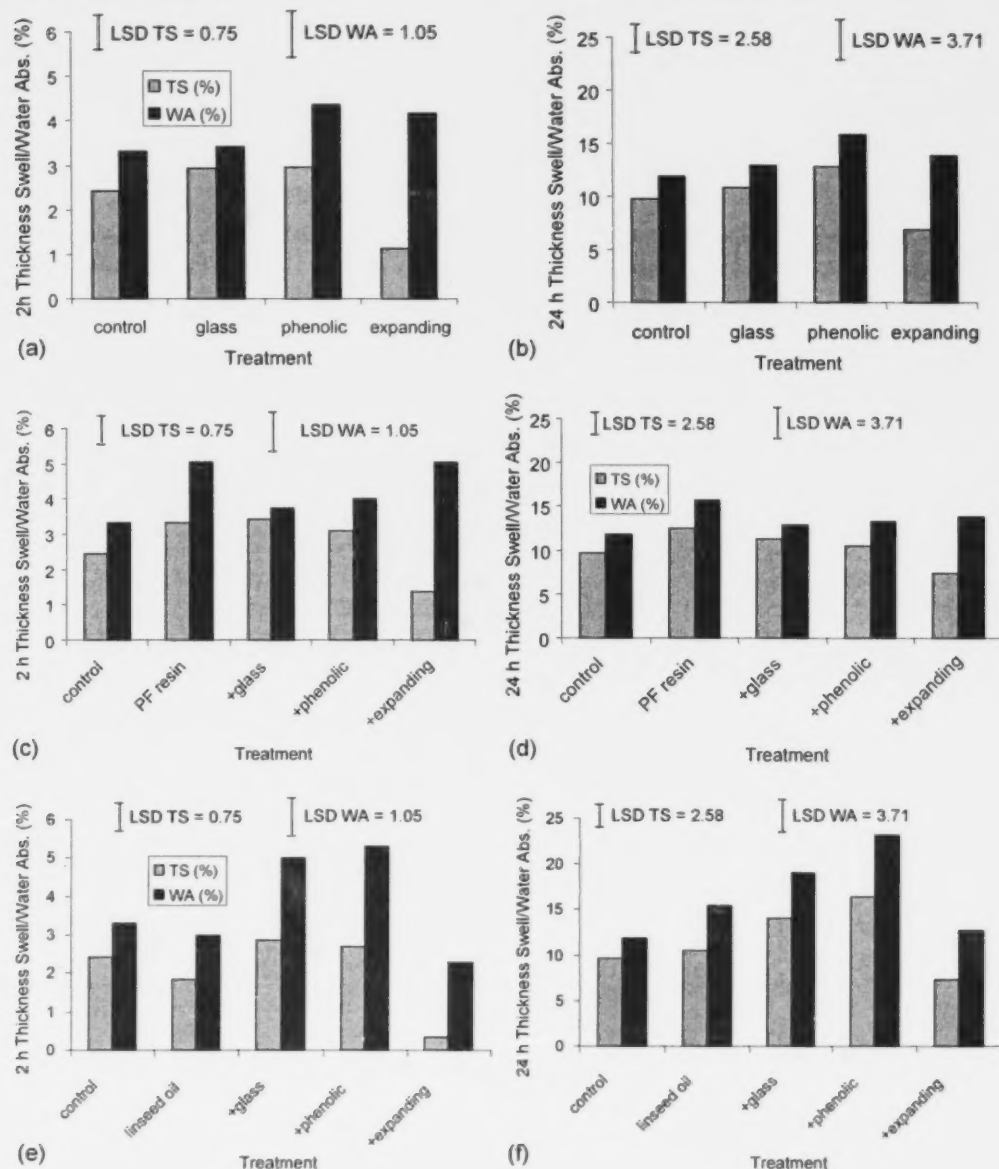 (a)
2h Thickness Swell/Water Abs. (%)
6
5
4
3
2
1
0
LSD TS = 0.75
LSD WA = 1.05
TS (%)
WA (%)
control glass phenolic expanding
Treatment
(b)
24 h Thickness Swell/Water Abs. (%)
25
20
15
10
5
0
LSD TS = 2.58
LSD WA = 3.71
control glass phenolic expanding
Treatment
(c)
2 h Thickness Swell/Water Abs. (%)
6
5
4
3
2
1
0
LSD TS = 0.75
LSD WA = 1.05
control
PF resin
+glass
+phenolic
+expanding
Treatment
(d)
24 h Thickness Swell/Water Abs. (%)
25
20
15
10
5
0
LSD TS = 2.58
LSD WA = 3.71
TS (%)
WA (%)
control
PF resin
+glass
+phenolic
+expanding
Treatment
(e)
2 h Thickness Swell/Water Abs. (%)
6
5
4
3
2
1
0
LSD TS = 0.75
LSD WA = 1.05
TS (%)
WA (%)
control
linseed oil
+glass
+phenolic
+expanding
Treatment
(f)
24 h Thickness Swell/Water Abs. (%)
25
20
15
10
5
0
LSD TS = 2.58
LSD WA = 3.71
control
linseed oil
+glass
+phenolic
+expanding
Treatment